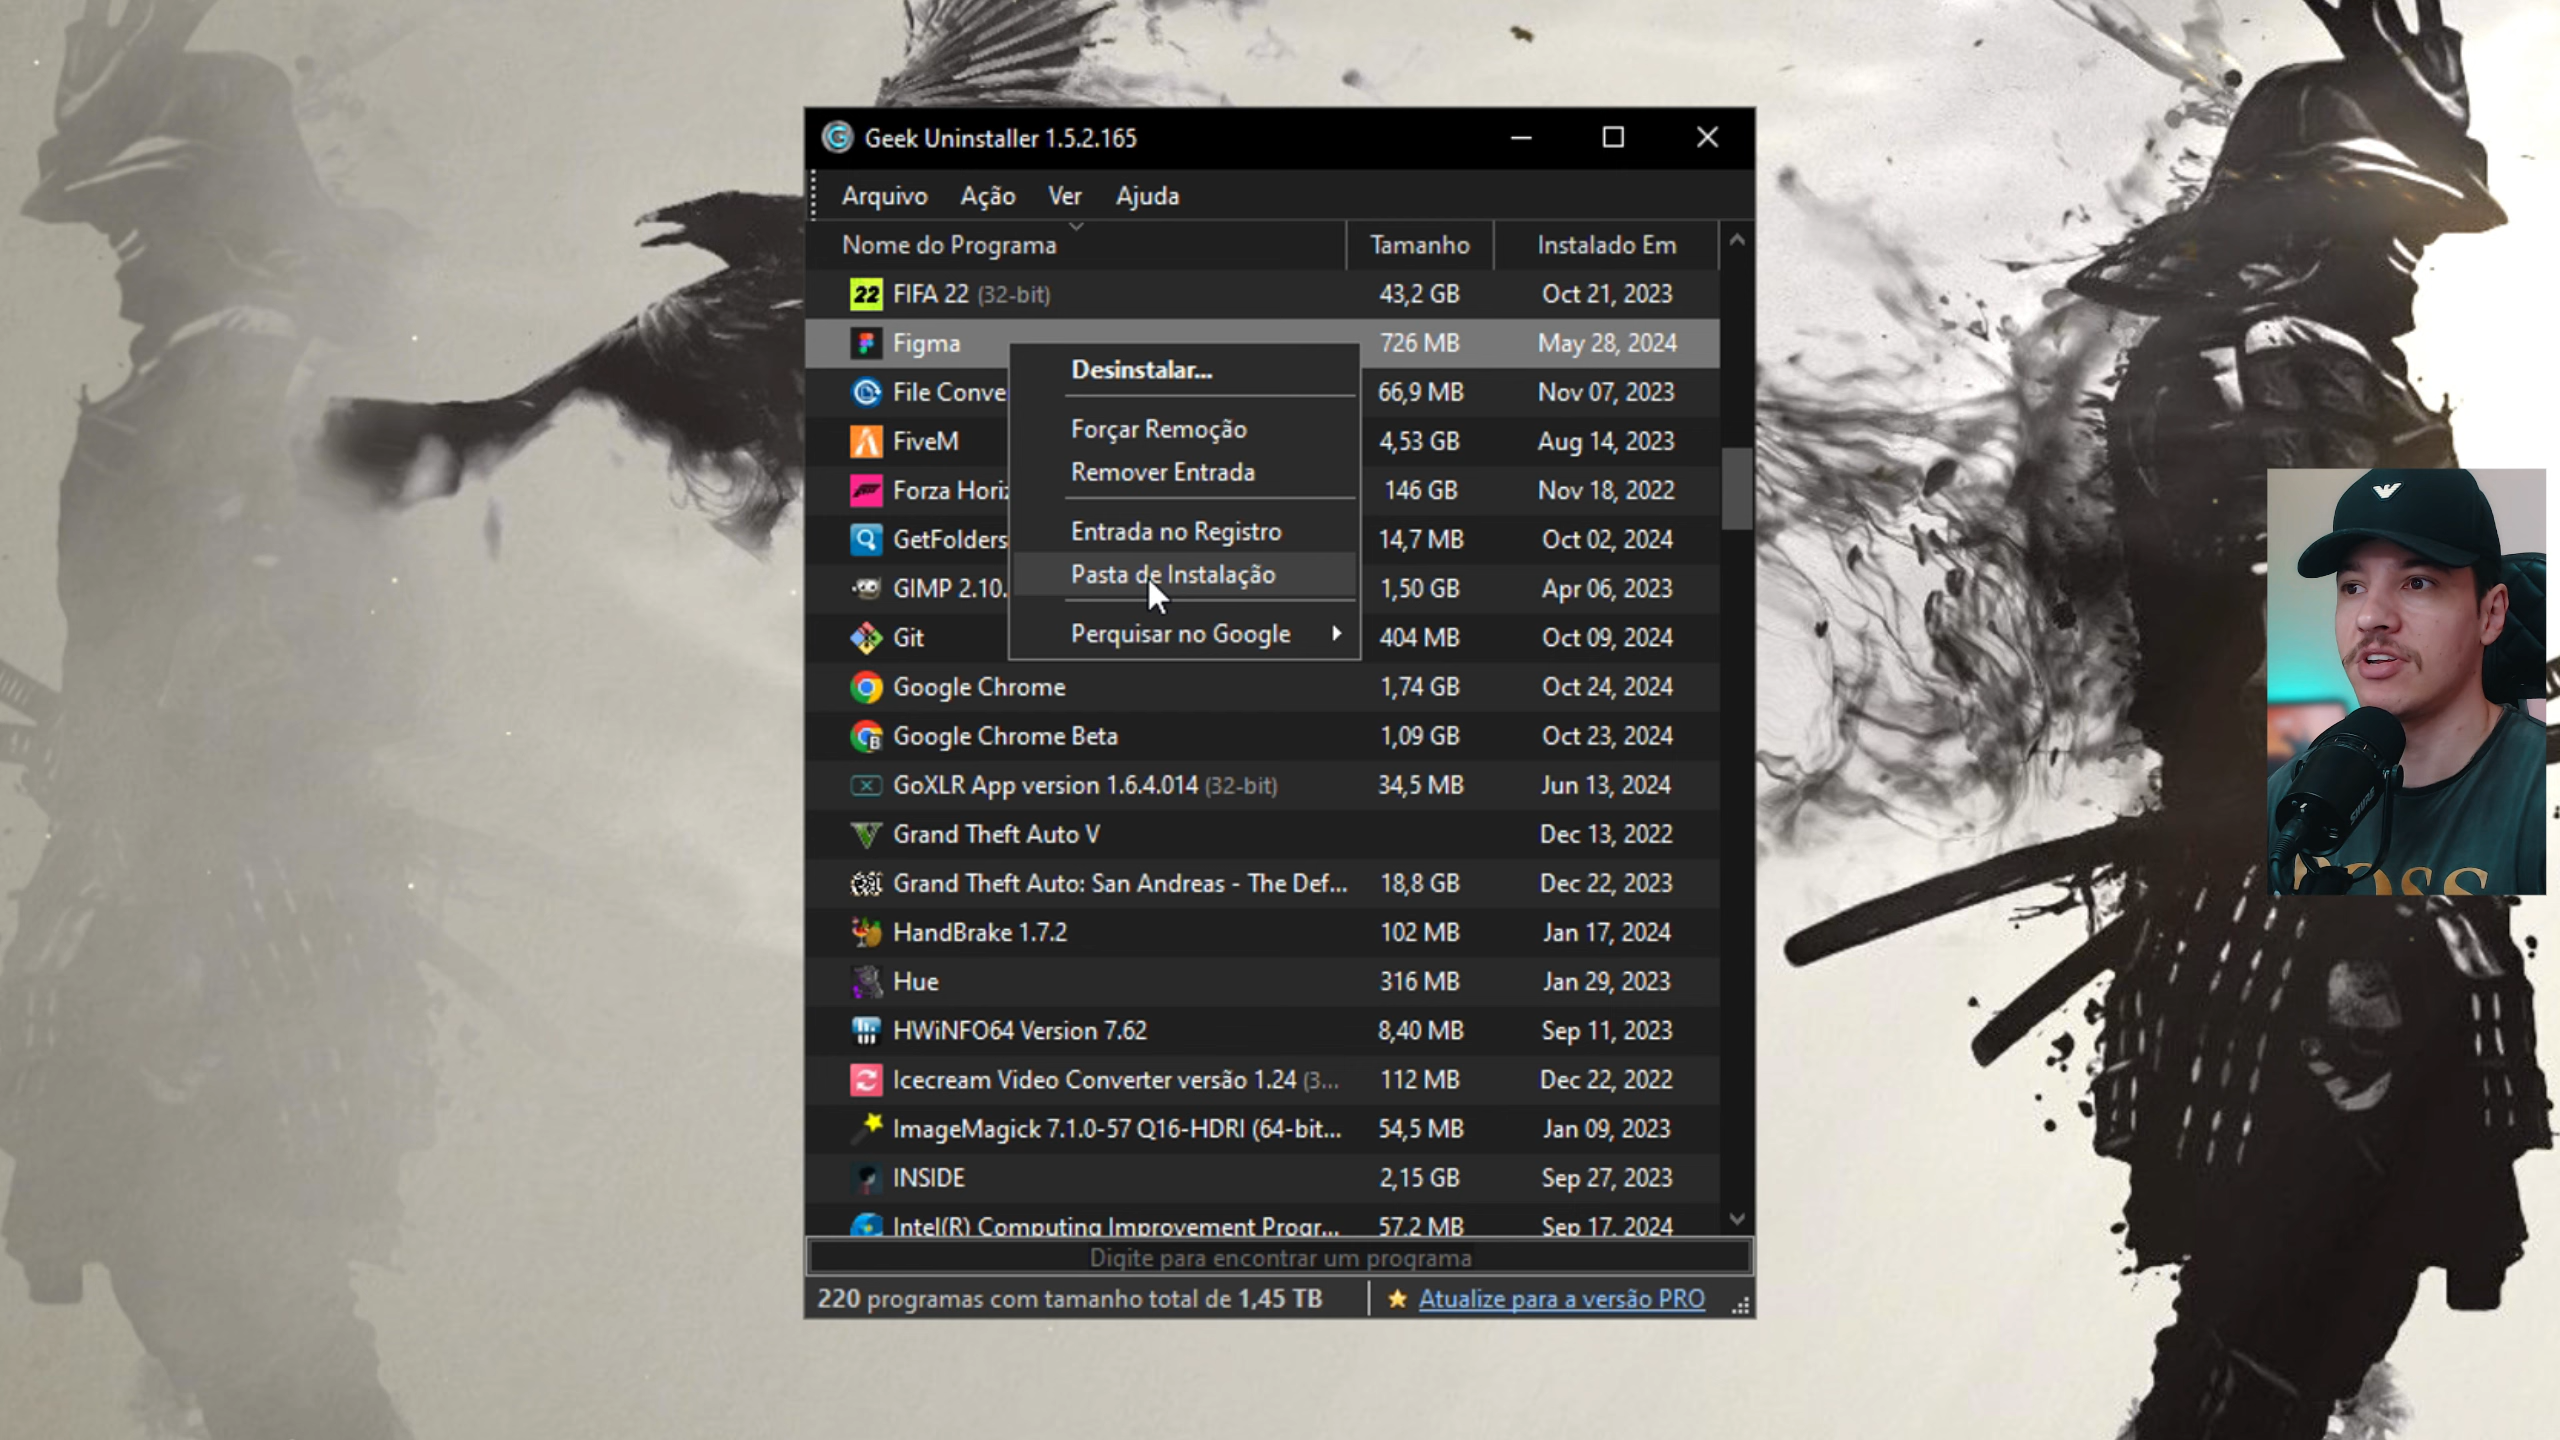 Geek Uninstaller 1.5.2.165
Arquivo Ação Ver Ajuda
Nome do Programa Tamanho Instalado Em
22 FIFA 22 (32-bit) 43,2 GB Oct 21, 2023
Figma 726 MB May 28, 2024
Desinstalar...
File Conve 66,9 MB Nov 07, 2023
Forçar Remoção
FiveM 4,53 GB Aug 14, 2023
Remover Entrada
Forza Hori 146 GB Nov 18, 2022
Entrada no Registro
GetFolders 14,7 MB Oct 02, 2024
Pasta de Instalação
GIMP 2.10. 1,50 GB Apr 06, 2023
Perquisar no Google
Git 404 MB Oct 09, 2024
Google Chrome 1,74 GB Oct 24, 2024
Google Chrome Beta 1,09 GB Oct 23, 2024
GoXLR App version 1.6.4.014 (32-bit) 34,5 MB Jun 13, 2024
Grand Theft Auto V Dec 13, 2022
Grand Theft Auto: San Andreas - The Def... 18,8 GB Dec 22, 2023
HandBrake 1.7.2 102 MB Jan 17, 2024
Hue 316 MB Jan 29, 2023
HWiNFO64 Version 7.62 8,40 MB Sep 11, 2023
Icecream Video Converter versão 1.24 (3... 112 MB Dec 22, 2022
ImageMagick 7.1.0-57 Q16-HDRI (64-bit... 54,5 MB Jan 09, 2023
INSIDE 2,15 GB Sep 27, 2023
Intel(R) Computing Improvement Progr... 57,2 MB Sep 17, 2024
Digite para encontrar um programa
220 programas com tamanho total de 1,45 TB Atualize para a versão PRO
SHURE